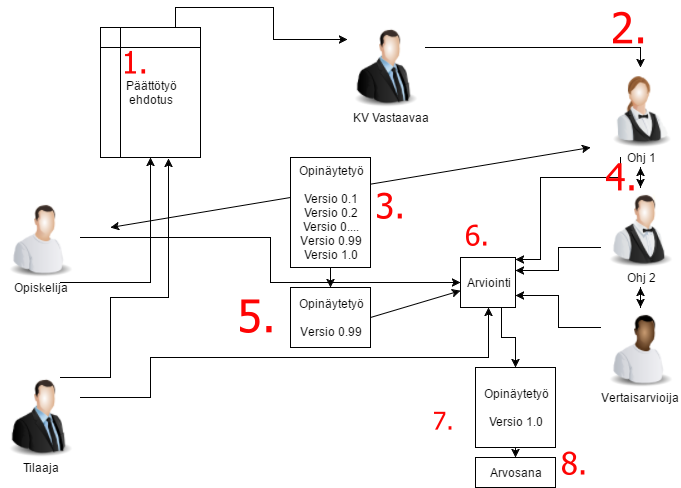 1.
Päättötyö
ehdotus
KV Vastaavaa
2.
Ohj 1
Opinäytetyö
Versio 0.1
Versio 0.2
Versio 0....
Versio 0.99
Versio 1.0
3.
4.
Opiskelija
6.
Arviointi
Ohj 2
5.
Opinäytetyö
Versio 0.99
Vertaisarvioija
Tilaaja
7.
Opinäytetyö
Versio 1.0
Arvosana
8.